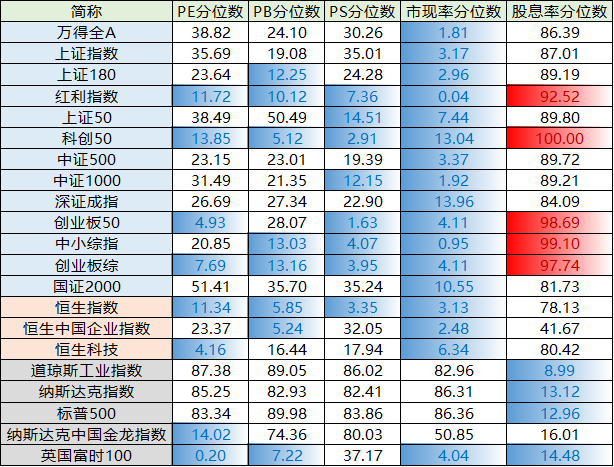 简称 PE分位数 PB分位数 PS分位数 市现率分位数 股息率分位数
万得全A 38.82 24.10 30.26 1.81 86.39
上证指数 35.69 19.08 35.01 3.17 87.01
上证180 23.64 12.25 24.28 2.96 89.19
红利指数 11.72 10.12 7.36 0.04 92.52
上证50 38.49 50.49 14.51 7.44 89.80
科创50 13.85 5.12 2.91 13.04 100.00
中证500 23.15 23.01 19.39 3.37 89.72
中证1000 31.49 21.35 12.15 1.92 89.21
深证成指 26.69 27.34 22.90 13.96 84.09
创业板50 4.93 28.07 1.63 4.11 98.69
中小综指 20.85 13.03 4.07 0.95 99.10
创业板综 7.69 13.16 3.95 4.11 97.74
国证2000 51.41 35.70 35.24 10.55 81.73
恒生指数 11.34 5.85 3.35 3.13 78.13
恒生中国企业指数 23.37 5.24 32.05 2.48 41.67
恒生科技 4.16 16.44 17.94 6.34 80.42
道琼斯工业指数 87.38 89.05 86.02 82.96 8.99
纳斯达克指数 85.25 82.93 82.41 86.31 13.12
标普500 83.34 89.98 83.86 86.36 12.96
纳斯达克中国金龙指数 14.02 74.36 80.03 50.85 16.01
英国富时100 0.20 7.22 37.17 4.04 14.48